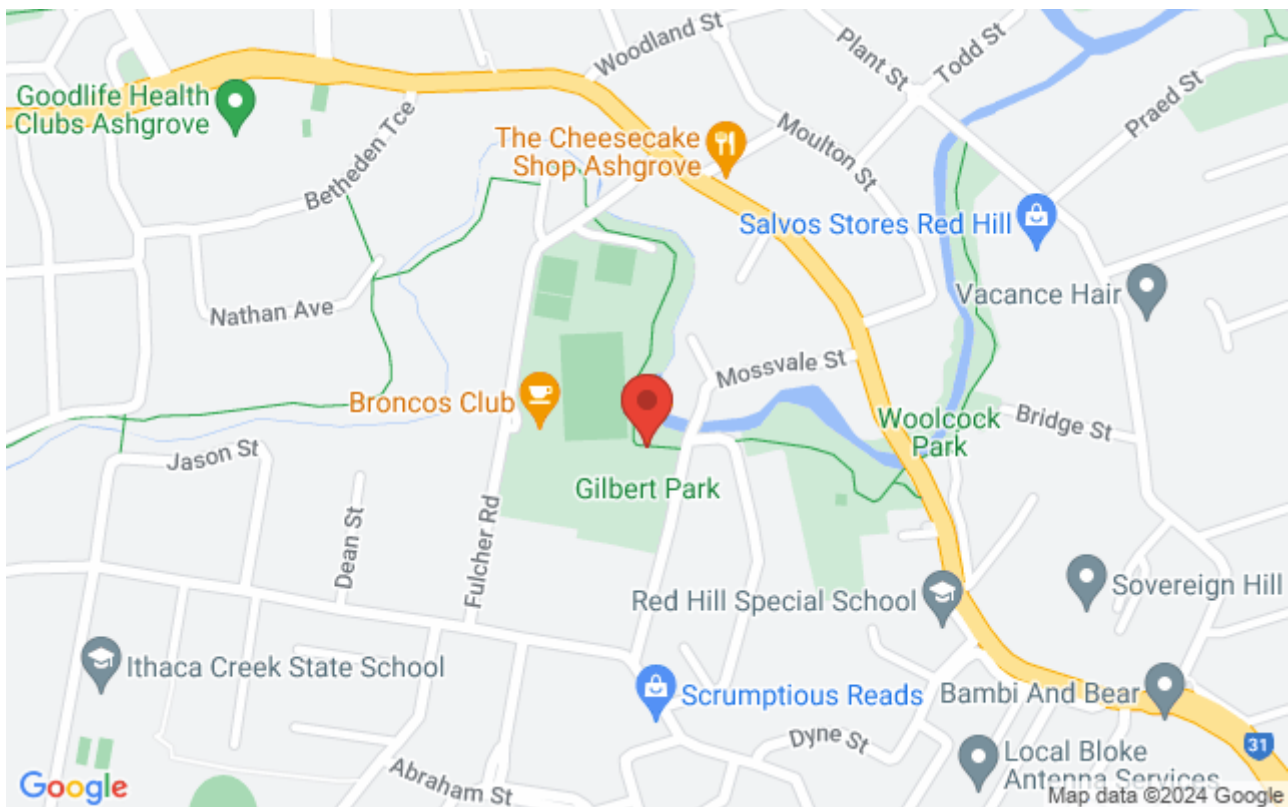 Woodland St
Plant St
Todd St
Goodlife Health
Clubs Ashgrove
Betheden Tce
The Cheesecake
Shop Ashgrove
Moulton St
Praed St
Salvos Stores Red Hill
Nathan Ave
Vacance Hair
Mossvale St
Broncos Club
Woolcock
Park
Bridge St
Jason St
Gilbert Park
Dean St
Fulcher Rd
Red Hill Special School
Sovereign Hill
Ithaca Creek State School
Scrumptious Reads
Bambi And Bear
Dyne St
31
Local Bloke
Antenna Services
Abraham St
Google
Map data ©2024 Google